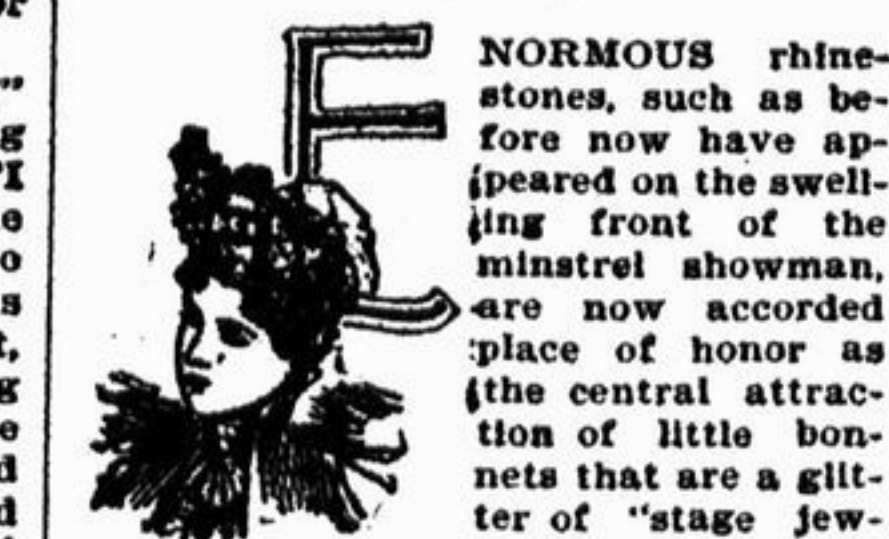 ENORMOUS rhine-
stones, such as be-
fore now have ap-
peared on the swell-
ing front of the
minstrel showman,
are now accorded
place of honor as
the central attrac-
tion of little bon-
nets that are a glit-
ter of "stage jew-